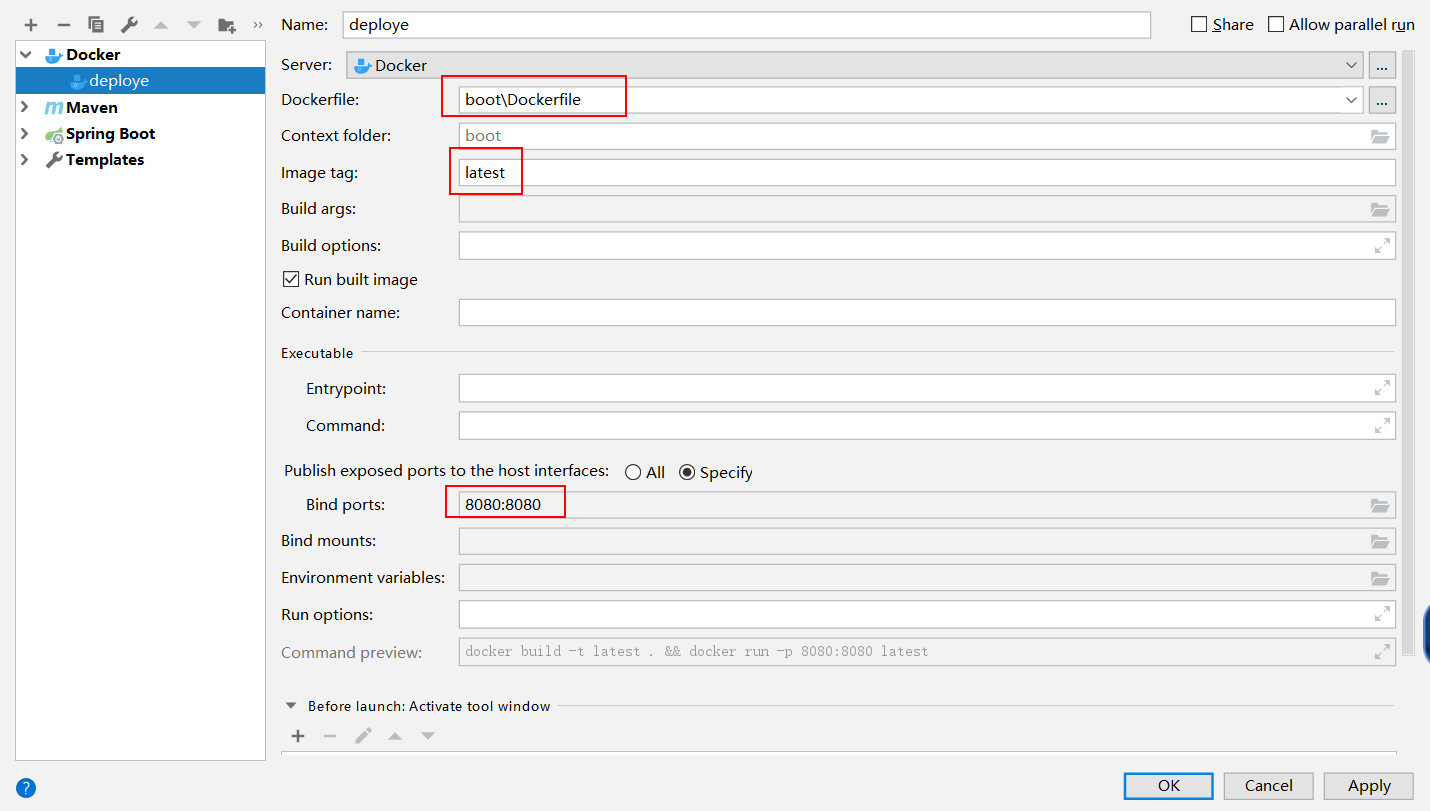 Name: deploye Share Allow parallel run
Docker
deploye
Maven
Spring Boot
Templates
Server: Docker ...
Dockerfile: boot\Dockerfile ...
Context folder: boot
Image tag: latest
Build args:
Build options:
Run built image
Container name:
Executable
Entrypoint:
Command:
Publish exposed ports to the host interfaces: All Specify
Bind ports: 8080:8080
Bind mounts:
Environment variables:
Run options:
Command preview: docker build -t latest . && docker run -p 8080:8080 latest
Before launch: Activate tool window
? OK Cancel Apply